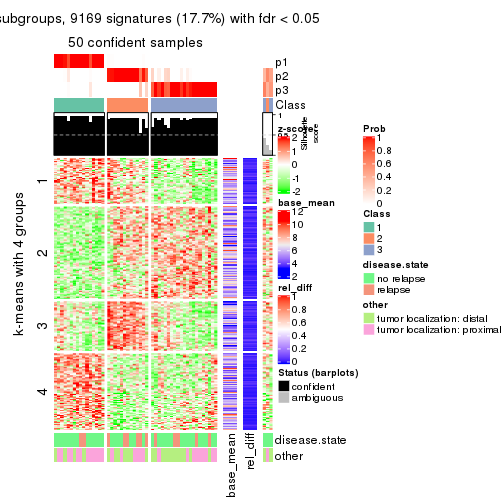 subgroups, 9169 signatures (17.7%) with fdr < 0.05
50 confident samples
p1
p2
p3
Class
1
Silhouette
score
k-means with 4 groups
1
2
3
4
disease.state
other
base_mean
rel_diff
z-score
2
1
0
-1
-2
base_mean
12
10
8
6
4
2
rel_diff
1
0.8
0.6
0.4
0.2
0
Status (barplots)
confident
ambiguous
Prob
1
0.8
0.6
0.4
0.2
0
Class
1
2
3
disease.state
no relapse
relapse
other
tumor localization: distal
tumor localization: proximal